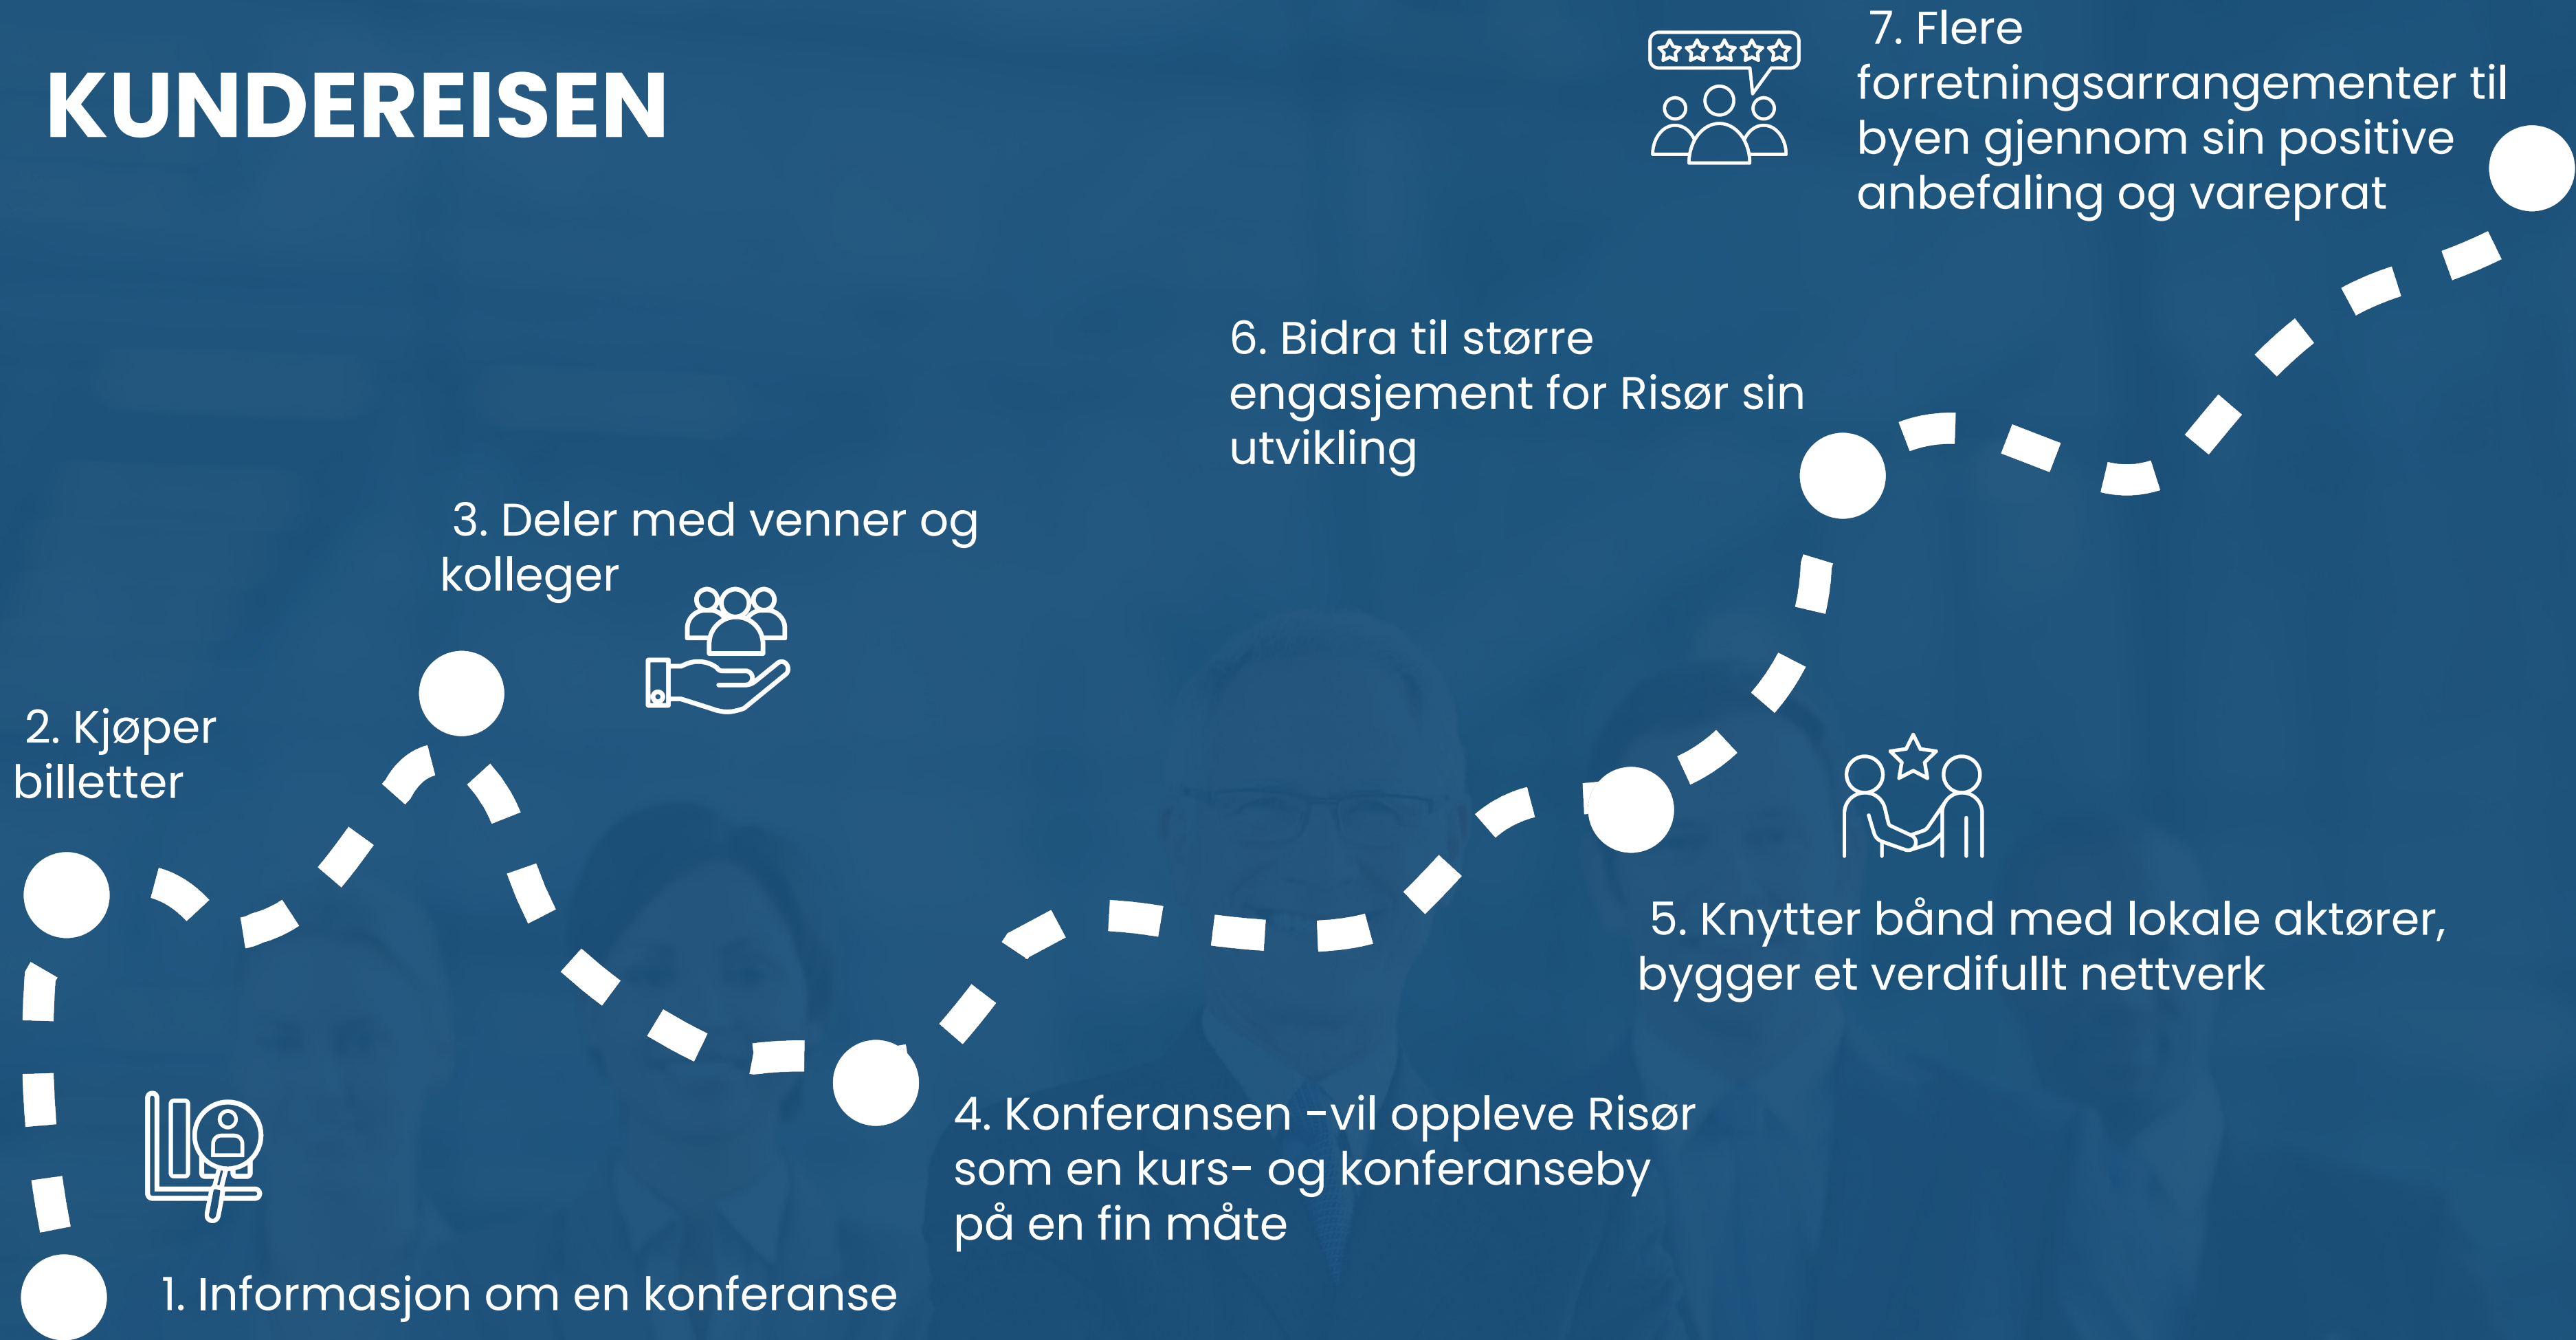 KUNDEREISEN
1. Informasjon om en konferanse
2. Kjøper
billetter
3. Deler med venner og
kolleger
4. Konferansen -vil oppleve Risør
som en kurs- og konferanseby
på en fin måte
5. Knytter bånd med lokale aktører,
bygger et verdifullt nettverk
6. Bidra til større
engasjement for Risør sin
utvikling
7. Flere
forretningsarrangementer til
byen gjennom sin positive
anbefaling og vareprat